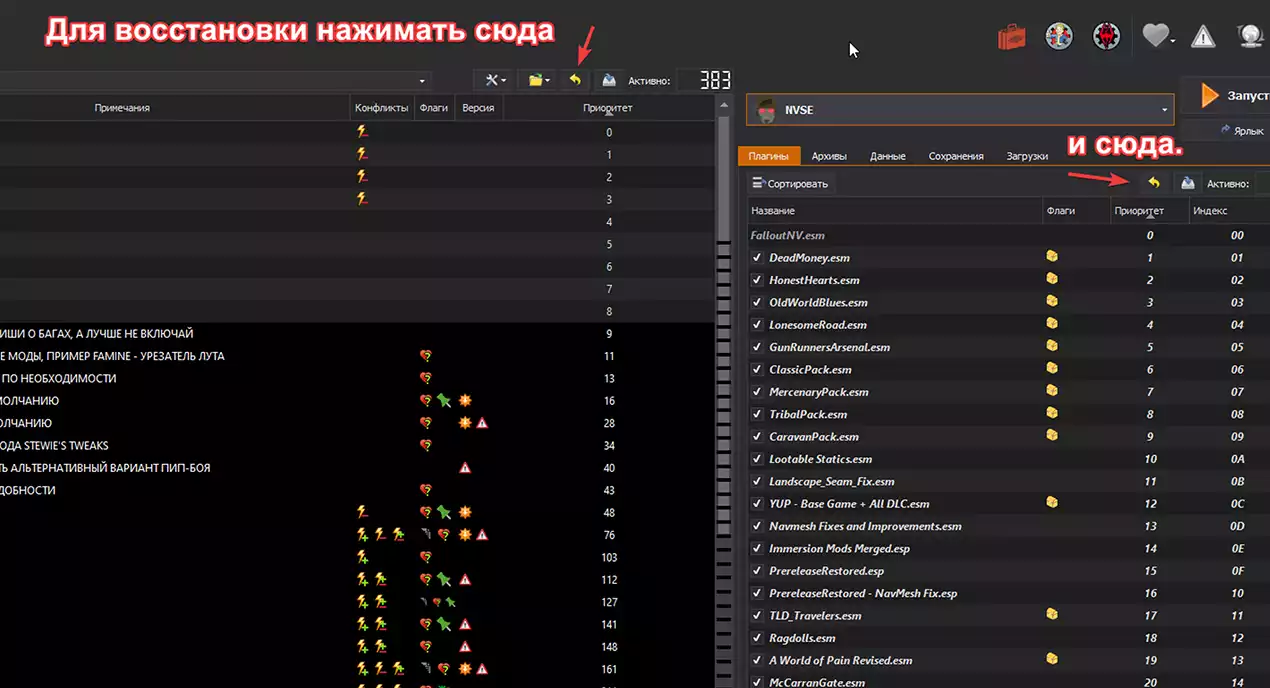 Для восстановки нажимать сюда
Активно: 383
NVSE
Запуст
Ярлык
и сюда.
Примечания Конфликты Флаги Версия Приоритет
Плагины Архивы Данные Сохранения Загрузки
Сортировать Активно:
Название Флаги Приоритет Индекс
0
1
2
3
4
5
6
7
8
ИШИ О БАГАХ, А ЛУЧШЕ НЕ ВКЛЮЧАЙ 9
Е МОДЫ, ПРИМЕР FAMINE - УРЕЗАТЕЛЬ ЛУТА 11
ПО НЕОБХОДИМОСТИ 13
МОЛЧАНИЮ 16
ОЛЧАНИЮ 28
ОДА STEWIE'S TWEAKS 34
ТЬ АЛЬТЕРНАТИВНЫЙ ВАРИАНТ ПИП-БОЯ 40
ДОБНОСТИ 43
48
76
103
112
127
141
148
161
FalloutNV.esm 0 00
DeadMoney.esm 1 01
HonestHearts.esm 2 02
OldWorldBlues.esm 3 03
LonesomeRoad.esm 4 04
GunRunnersArsenal.esm 5 05
ClassicPack.esm 6 06
MercenaryPack.esm 7 07
TribalPack.esm 8 08
CaravanPack.esm 9 09
Lootable Statics.esm 10 0A
Landscape_Seam_Fix.esm 11 0B
YUP - Base Game + All DLC.esm 12 0C
Navmesh Fixes and Improvements.esm 13 0D
Immersion Mods Merged.esp 14 0E
PrereleaseRestored.esp 15 0F
PrereleaseRestored - NavMesh Fix.esp 16 10
TLD_Travelers.esm 17 11
Ragdolls.esm 18 12
A World of Pain Revised.esm 19 13
McCarranGate.esm 20 14